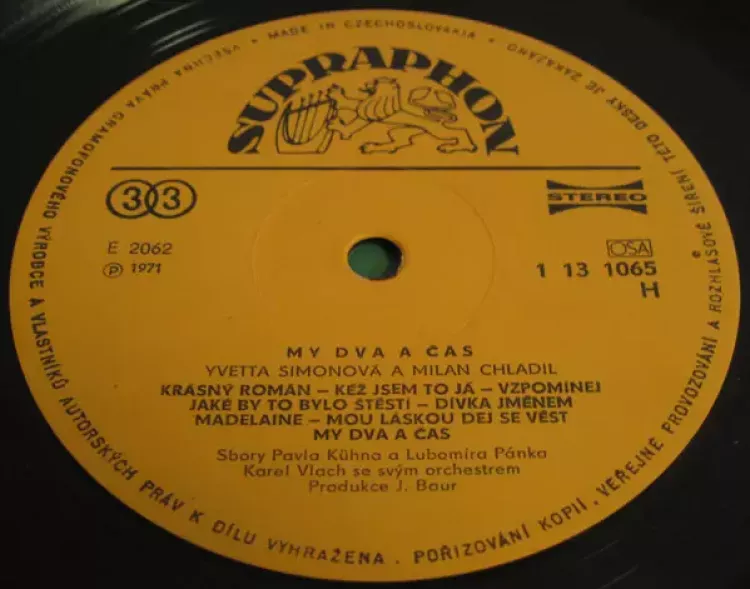 SUPRAPHON
33
STEREO
E 2062
Ⓟ 1971
OSA
1 13 1065
H
MY DVA A ČAS
YVETTA SIMONOVÁ A MILAN CHLADIL
KRÁSNÝ ROMÁN – KÉŽ JSEM TO JÁ – VZPOMÍNEJ
JAKÉ BY TO BYLO ŠTĚSTÍ – DÍVKA JMÉNEM
MADELAINE – MOU LÁSKOU DEJ SE VÉST
MY DVA A ČAS
Sbory Pavla Kühna a Lubomíra Pánka
Karel Vlach se svým orchestrem
Produkce J. Baur
MADE IN CZECHOSLOVAKIA • VŠECHNA PRÁVA GRAMOFONOVÉHO VÝROBCE A VLASTNÍKŮ AUTORSKÝCH PRÁV K DÍLU VYHRAŽENA. POŘIZOVÁNÍ KOPIÍ, VEŘEJNÉ PROVOZOVÁNÍ A ROZHLASOVÉ ŠÍŘENÍ TÉTO DESKY JE ZAKÁZÁNO •